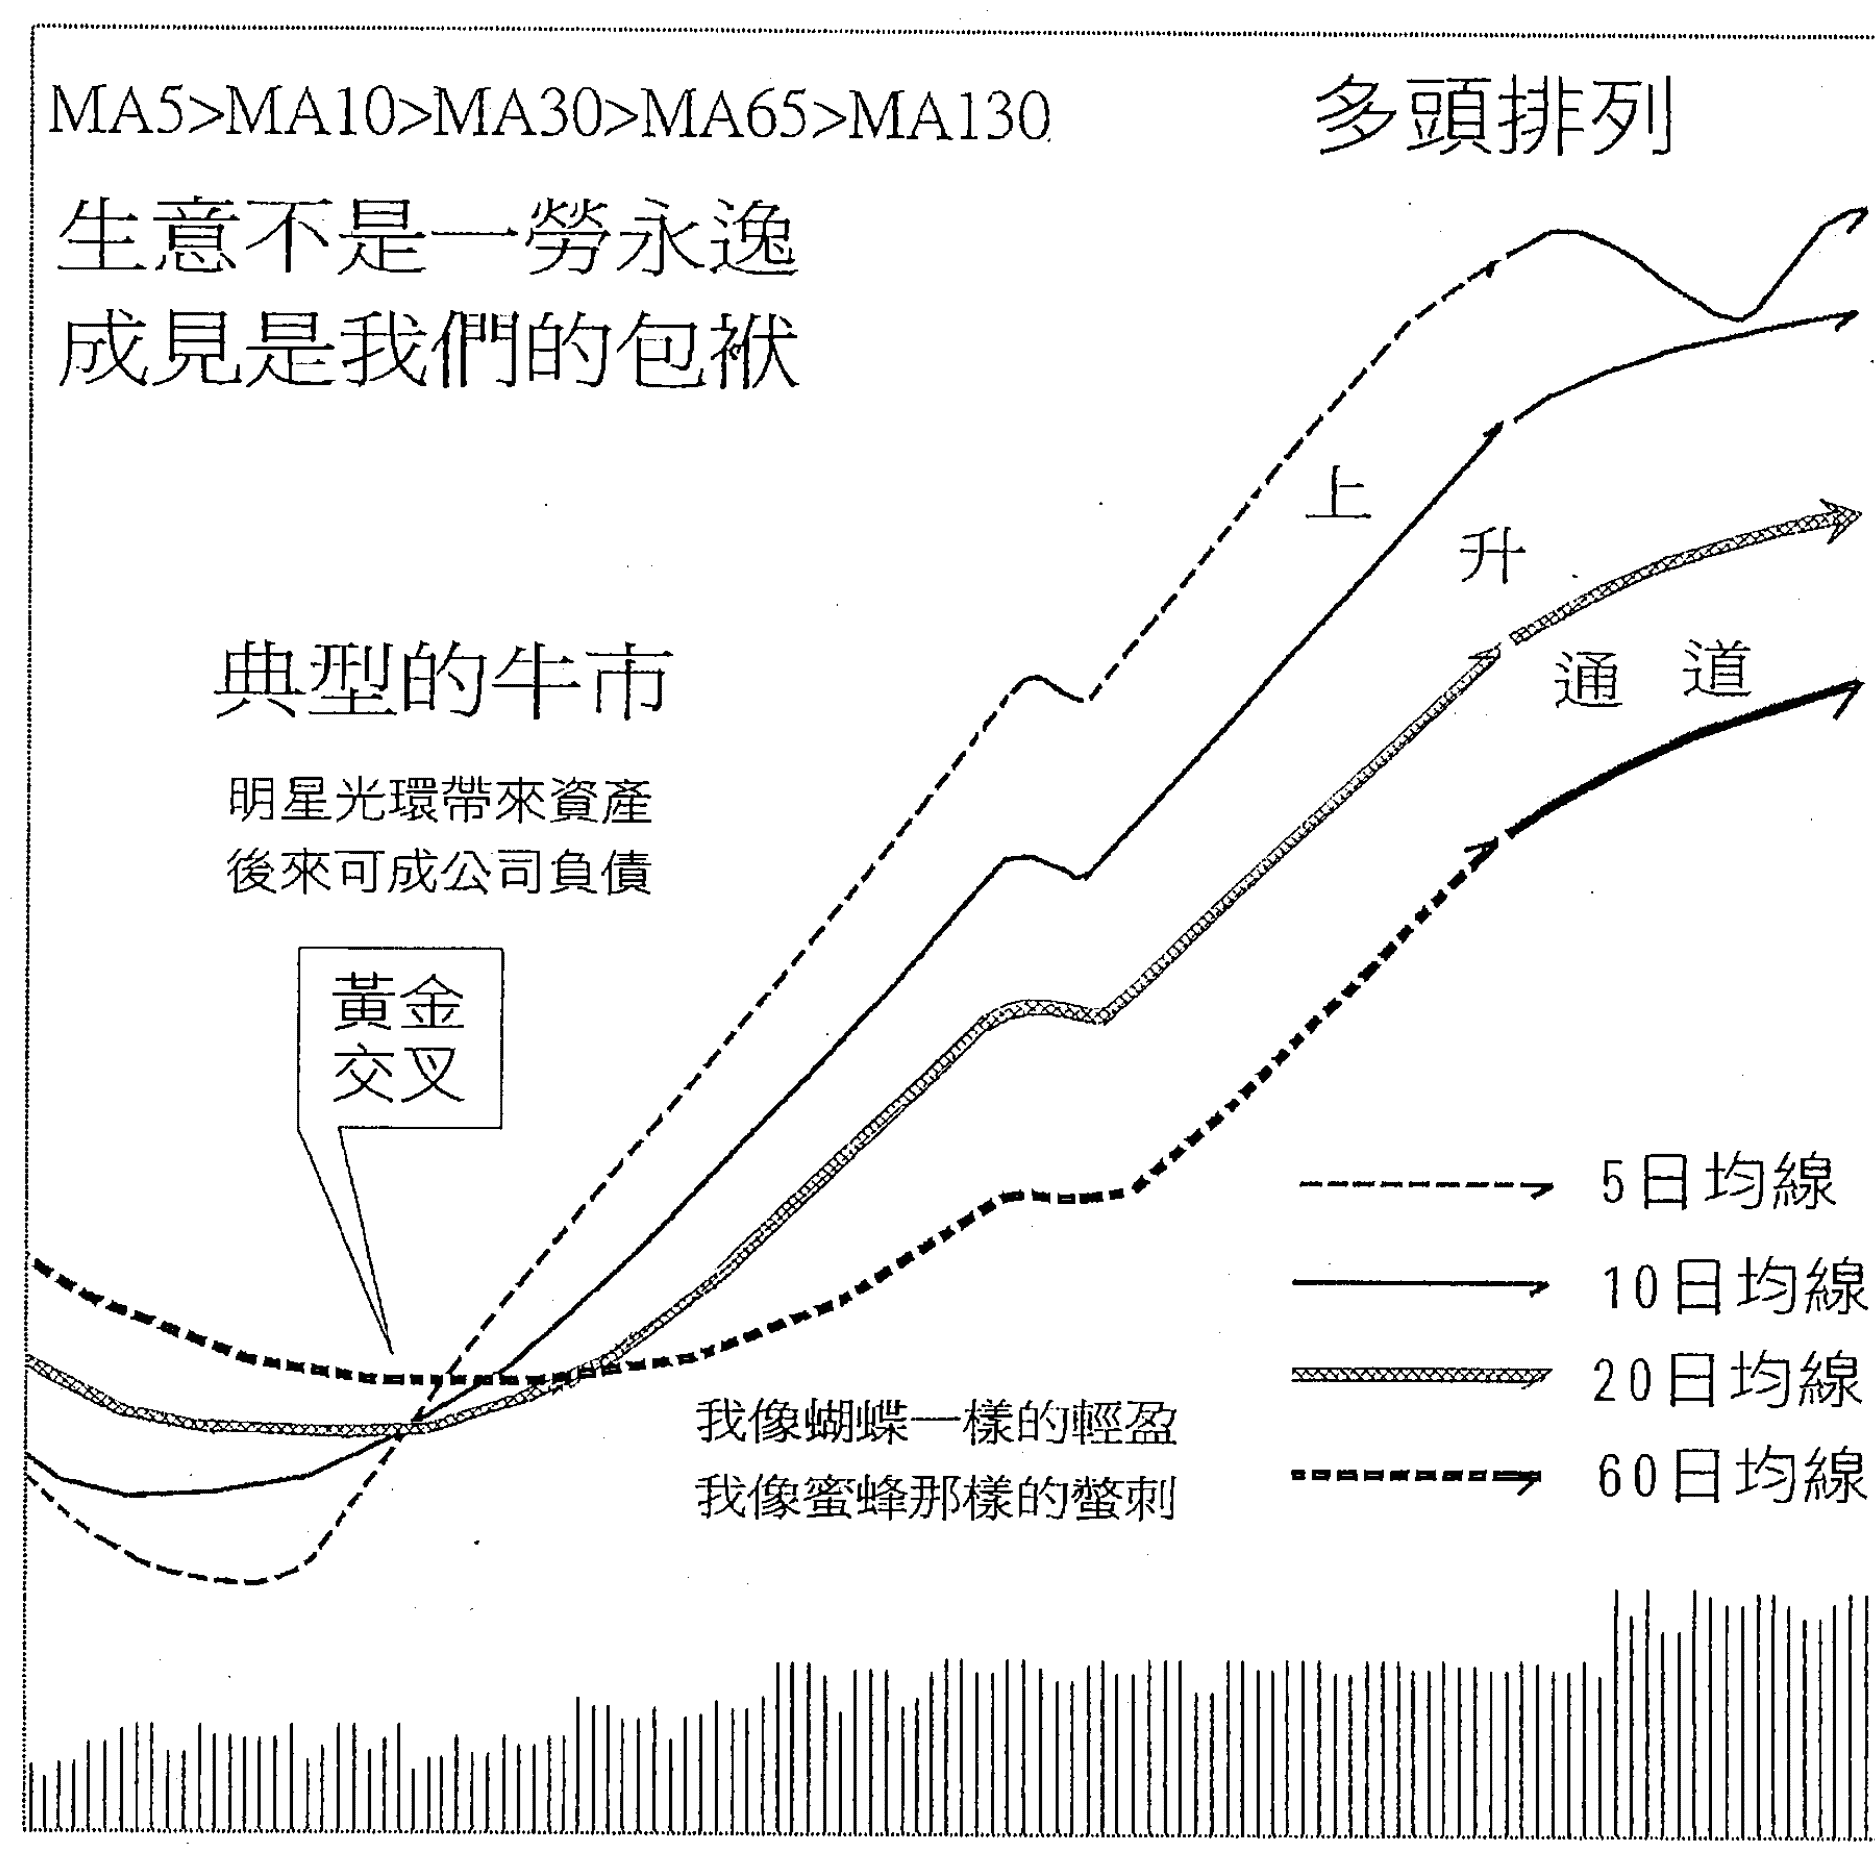 MA5>MA10>MA30>MA65>MA130
多頭排列
生意不是一勞永逸
成見是我們的包袱
上升通道
典型的牛市
明星光環帶來資產
後來可成公司負債
黃金
交叉
5日均線
10日均線
20日均線
60日均線
我像蝴蝶一樣的輕盈
我像蜜蜂那樣的螫刺